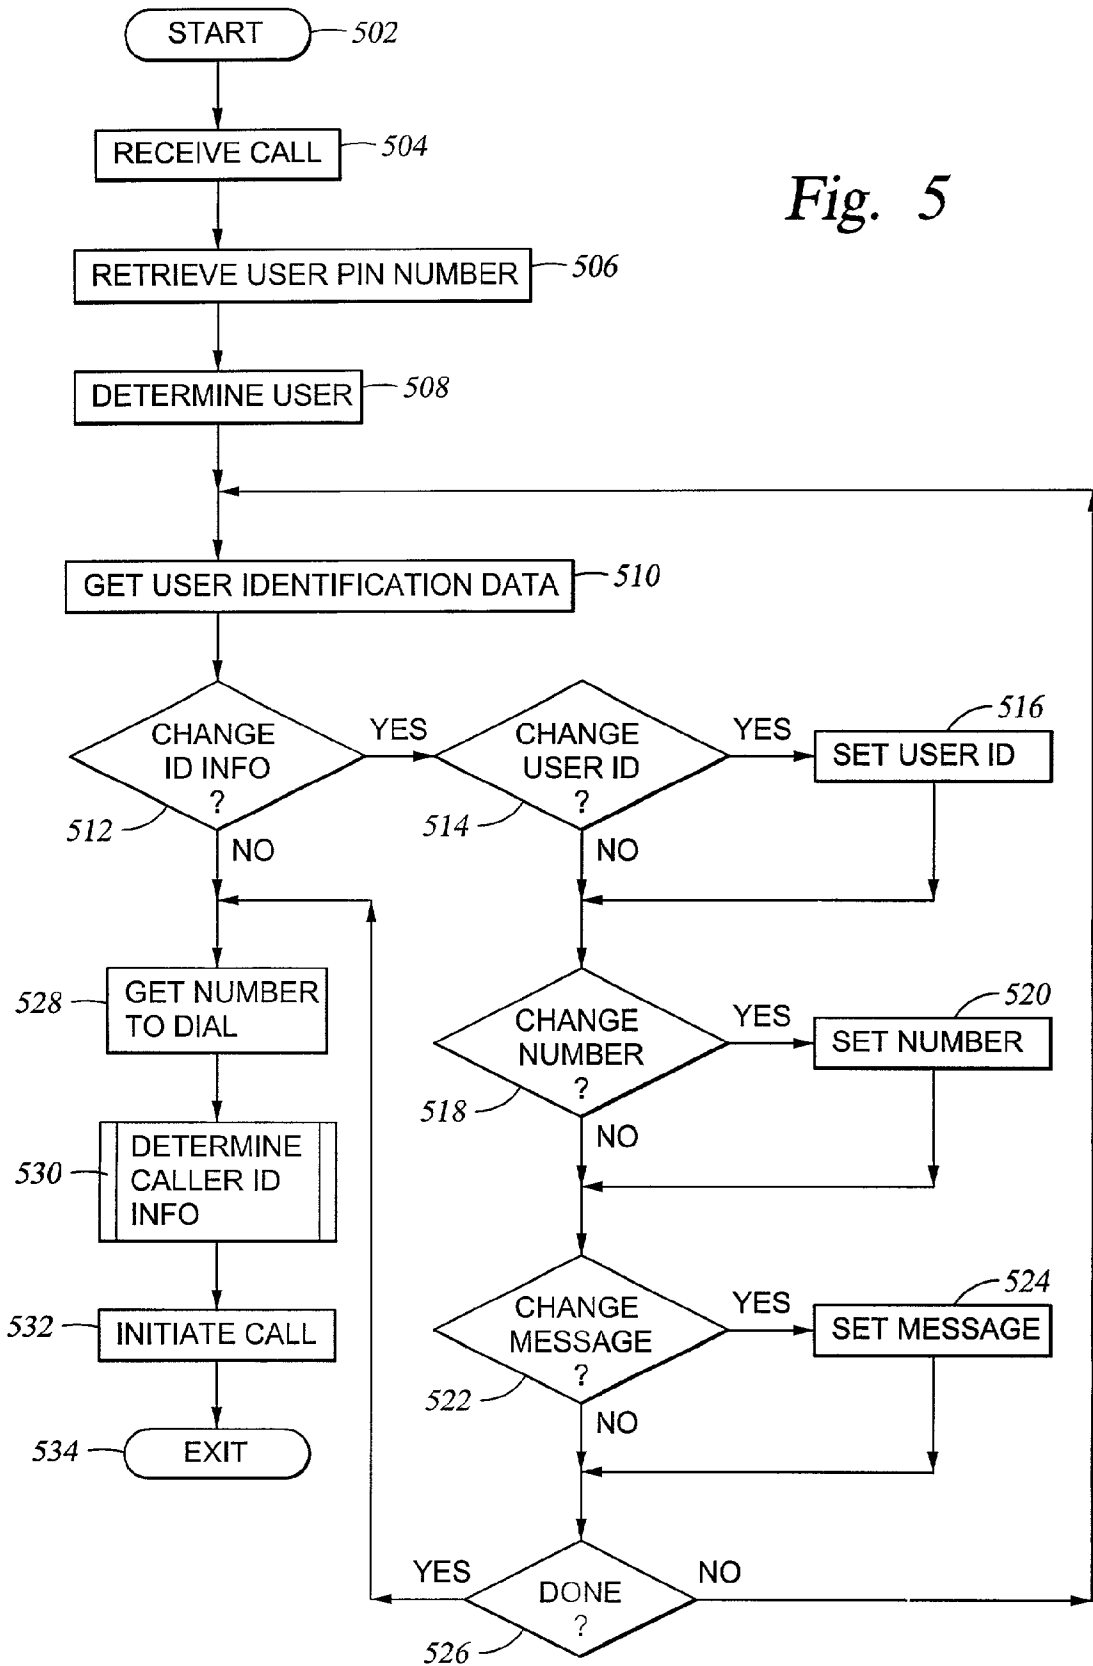 START
502
RECEIVE CALL
504
Fig. 5
RETRIEVE USER PIN NUMBER
506
DETERMINE USER
508
GET USER IDENTIFICATION DATA
510
CHANGE
ID INFO
?
512
YES
NO
CHANGE
USER ID
?
514
YES
NO
SET USER ID
516
GET NUMBER
TO DIAL
528
CHANGE
NUMBER
?
518
YES
NO
SET NUMBER
520
DETERMINE
CALLER ID
INFO
530
CHANGE
MESSAGE
?
522
YES
NO
SET MESSAGE
524
INITIATE CALL
532
EXIT
534
DONE
?
526
YES
NO